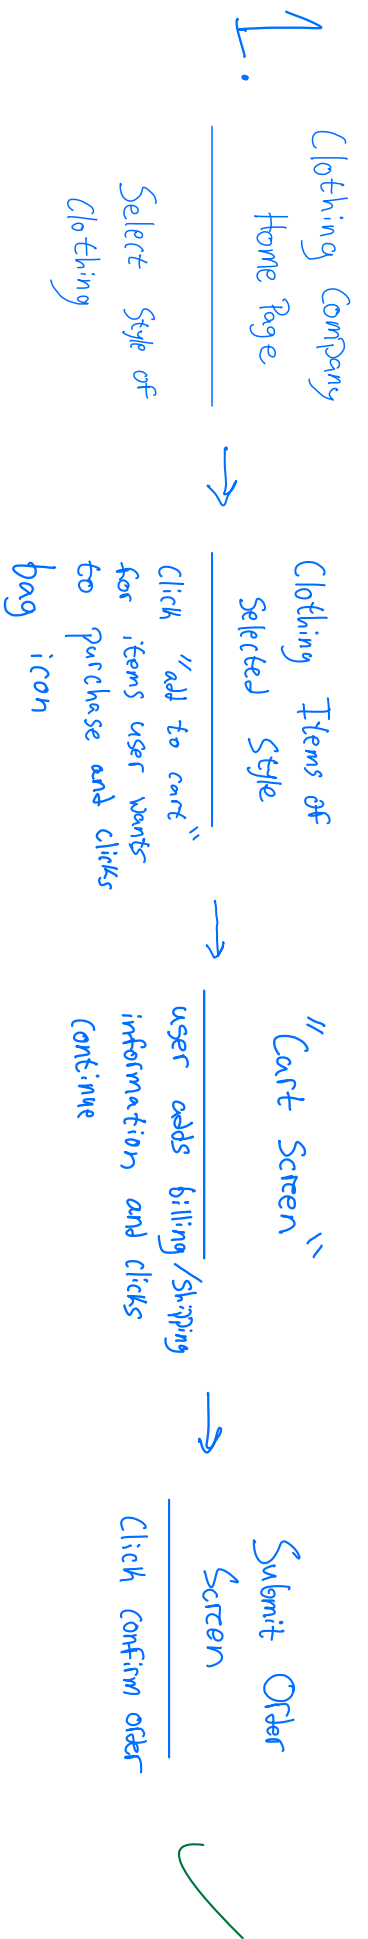 1.
Clothing Company
Home Page
Select Style of
Clothing
→
Clothing Items of
Selected Style
Click "add to cart"
for items user wants
to purchase and clicks
bag icon
→
"Cart Screen"
user adds billing/shipping
information and clicks
continue
→
Submit Order
Screen
Click confirm order